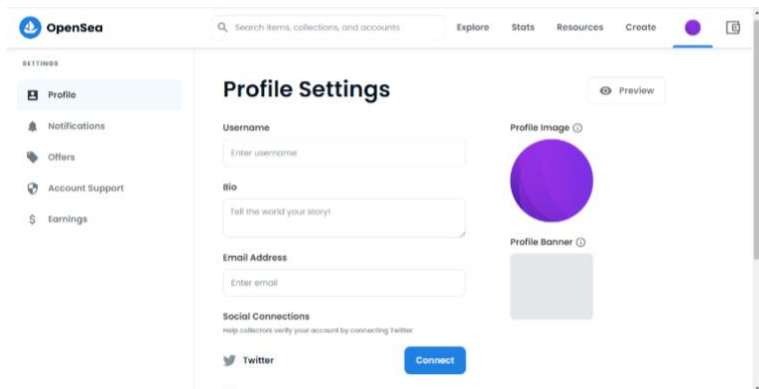 OpenSea
Search items, collections, and accounts
Explore
Stats
Resources
Create
SETTINGS
Profile
Notifications
Offers
Account Support
Earnings
Profile Settings
Preview
Username
Enter username
Bio
Tell the world your story!
Email Address
Enter email
Social Connections
Help collectors verify your account by connecting Twitter
Twitter
Connect
Profile Image
Profile Banner